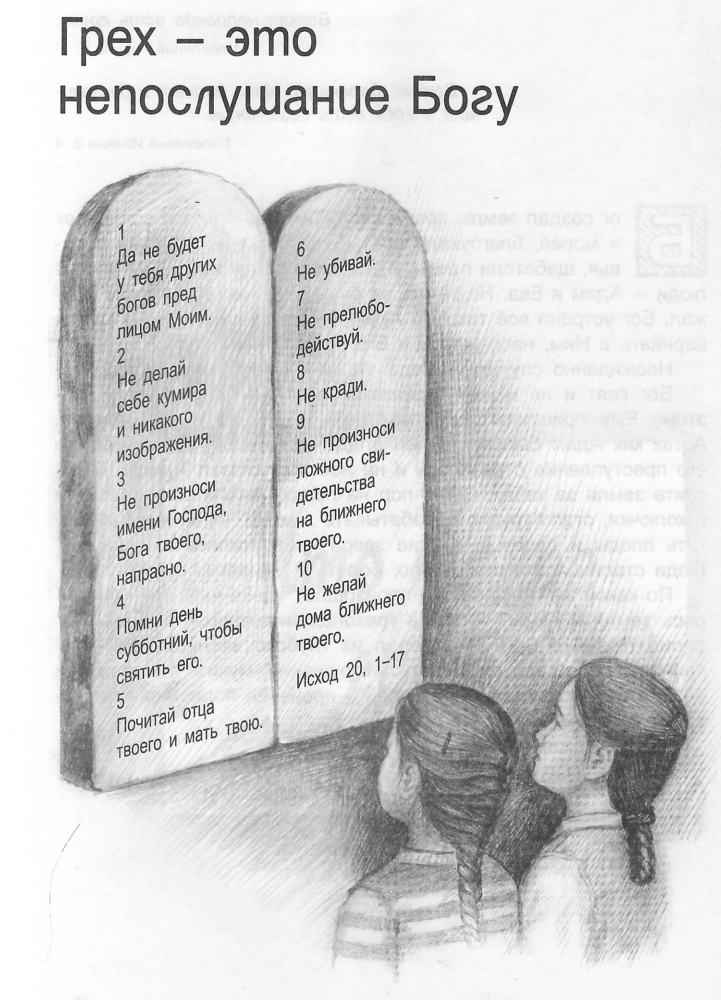 Грех – это
непослушание Богу
1
Да не будет
у тебя других
богов пред
лицом Моим.
2
Не делай
себе кумира
и никакого
изображения.
3
Не произноси
имени Господа,
Бога твоего,
напрасно.
4
Помни день
субботний, чтобы
святить его.
5
Почитай отца
твоего и мать твою.
6
Не убивай.
7
Не прелюбо-
действуй.
8
Не кради.
9
Не произноси
ложного сви-
детельства
на ближнего
твоего.
10
Не желай
дома ближнего
твоего.
Исход 20, 1–17